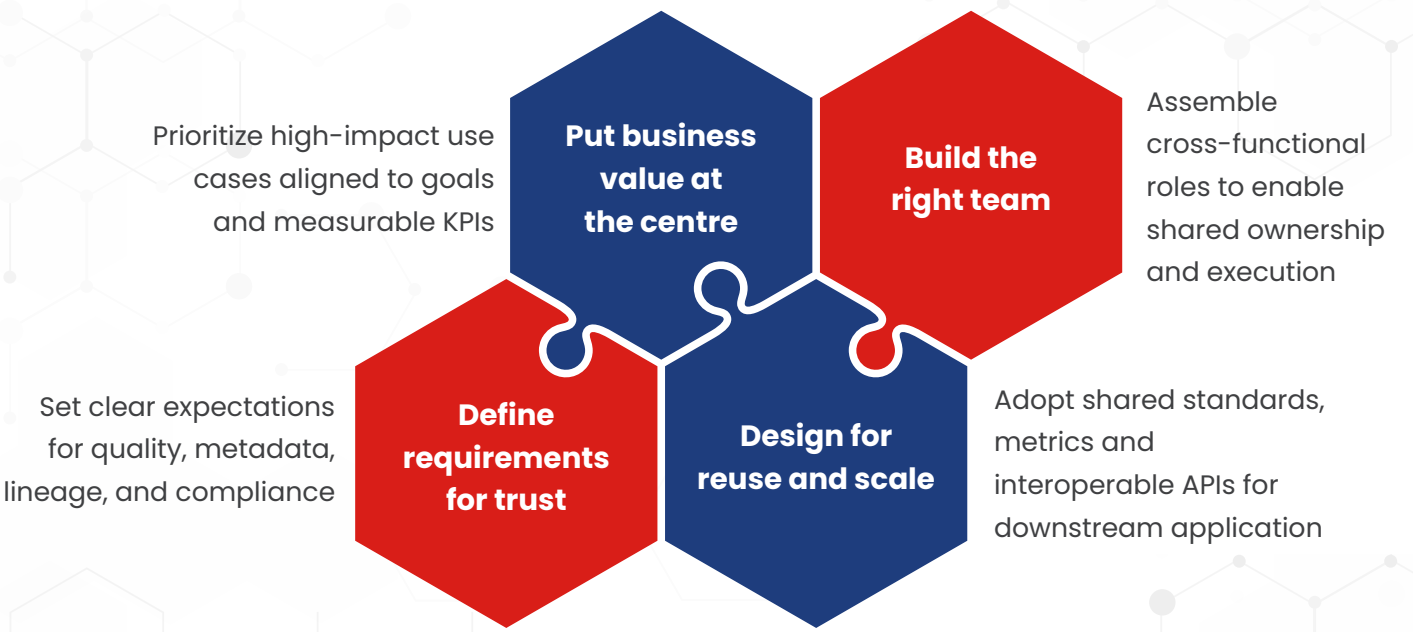 Prioritize high-impact use
cases aligned to goals
and measurable KPIs
Put business
value at
the centre
Build the
right team
Assemble
cross-functional
roles to enable
shared ownership
and execution
Set clear expectations
for quality, metadata,
lineage, and compliance
Define
requirements
for trust
Design for
reuse and scale
Adopt shared standards,
metrics and
interoperable APIs for
downstream application